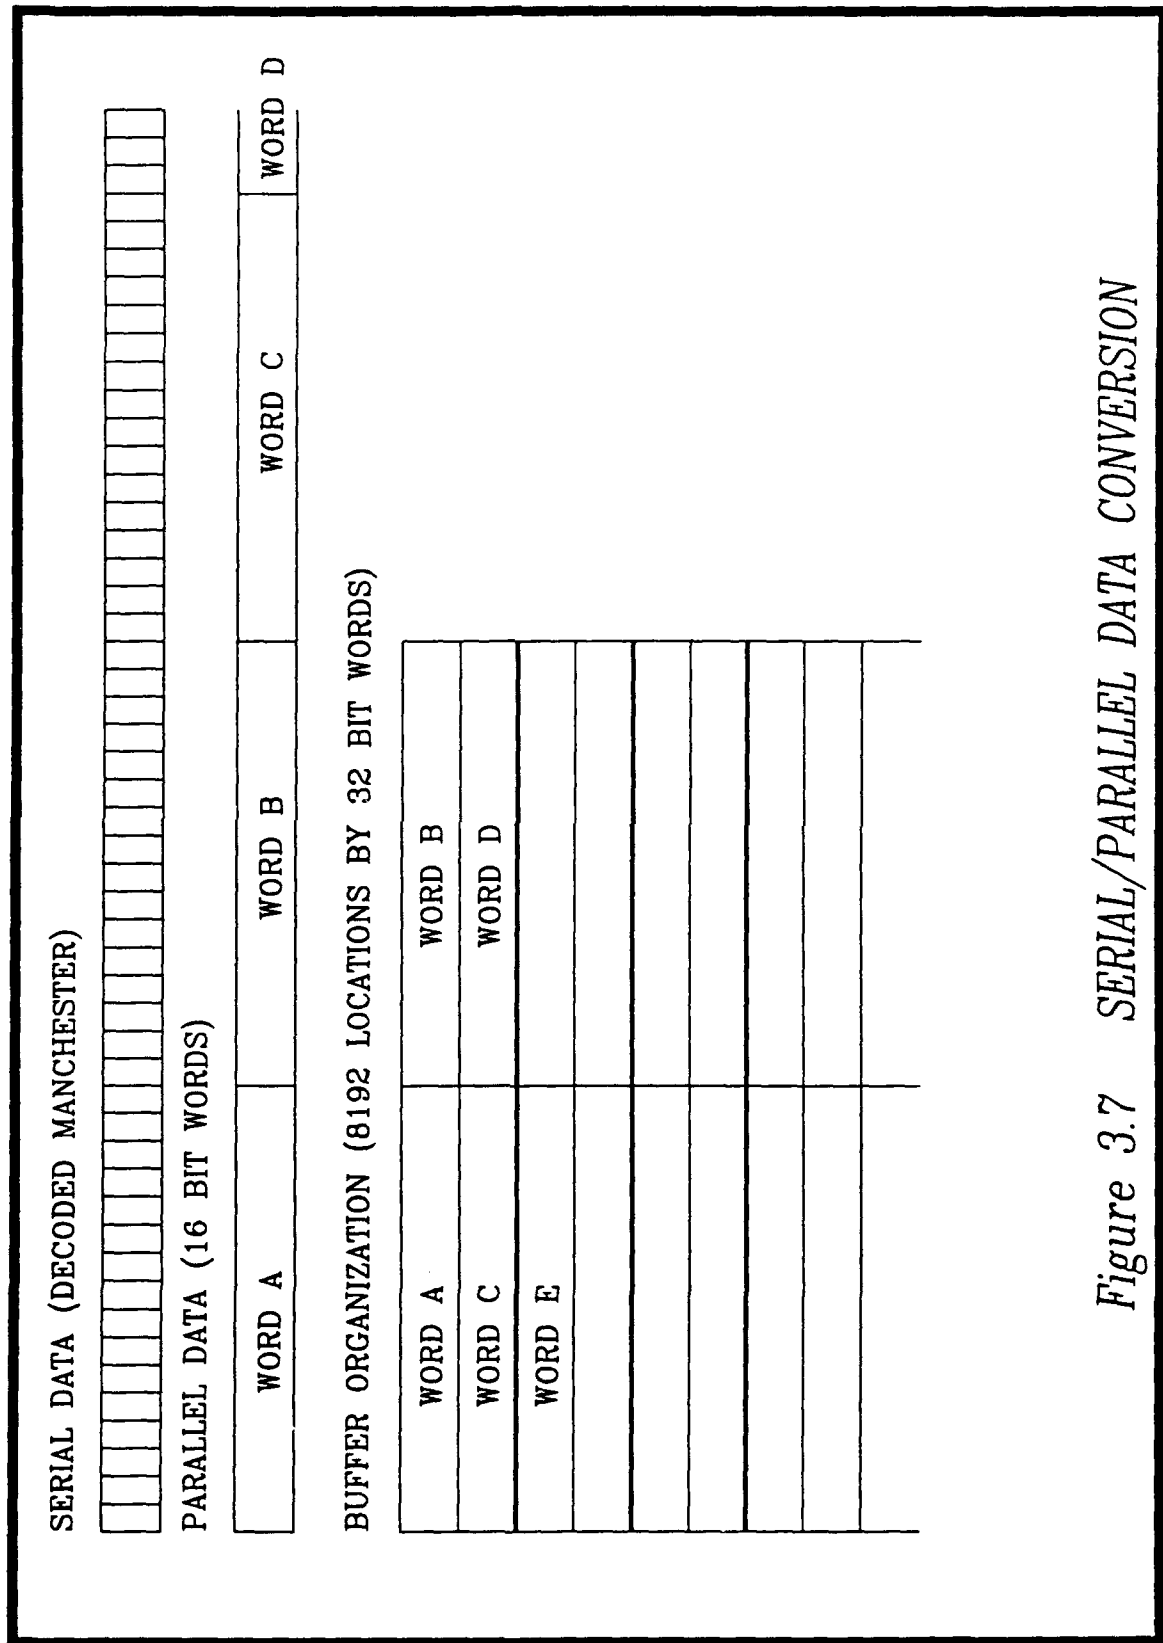 SERIAL DATA (DECODED MANCHESTER)
PARALLEL DATA (16 BIT WORDS)
WORD A WORD B WORD C WORD D
BUFFER ORGANIZATION (8192 LOCATIONS BY 32 BIT WORDS)
WORD A WORD B
WORD C WORD D
WORD E
Figure 3.7 SERIAL/PARALLEL DATA CONVERSION